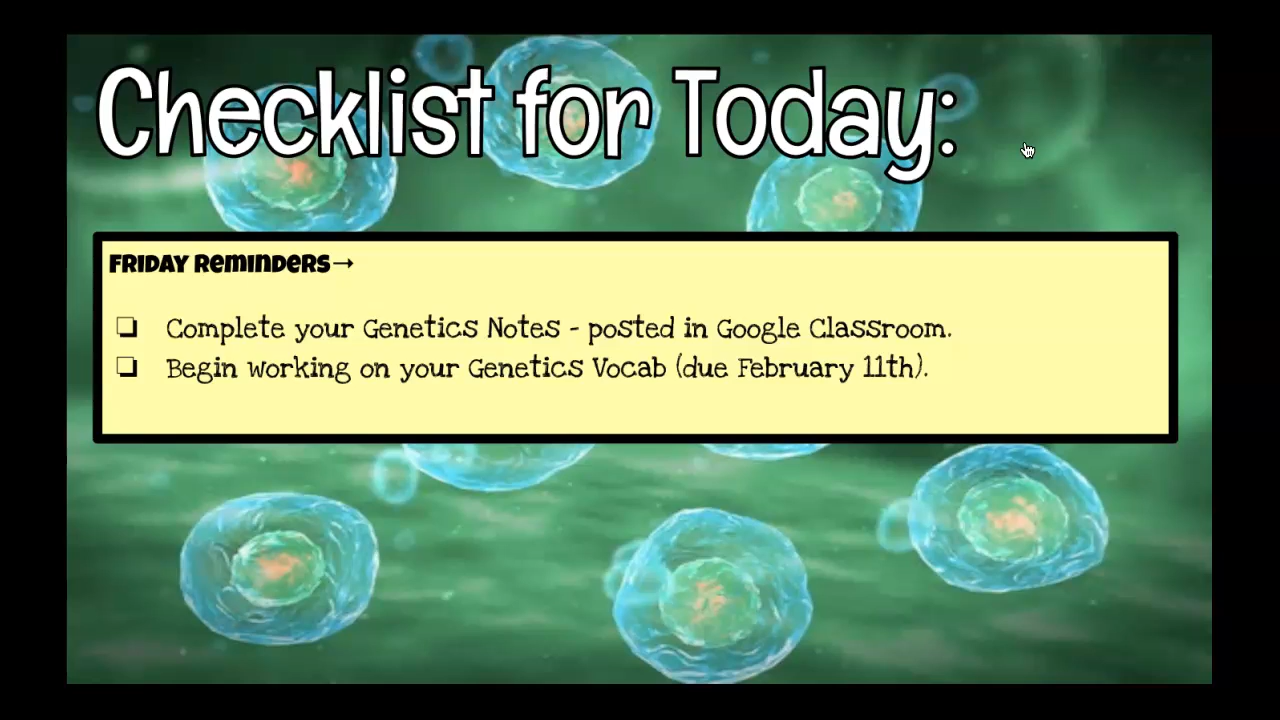 Checklist for Today:
FRIDAY REMINDERS→
❏ Complete your Genetics Notes - posted in Google Classroom.
❏ Begin working on your Genetics Vocab (due February 11th).